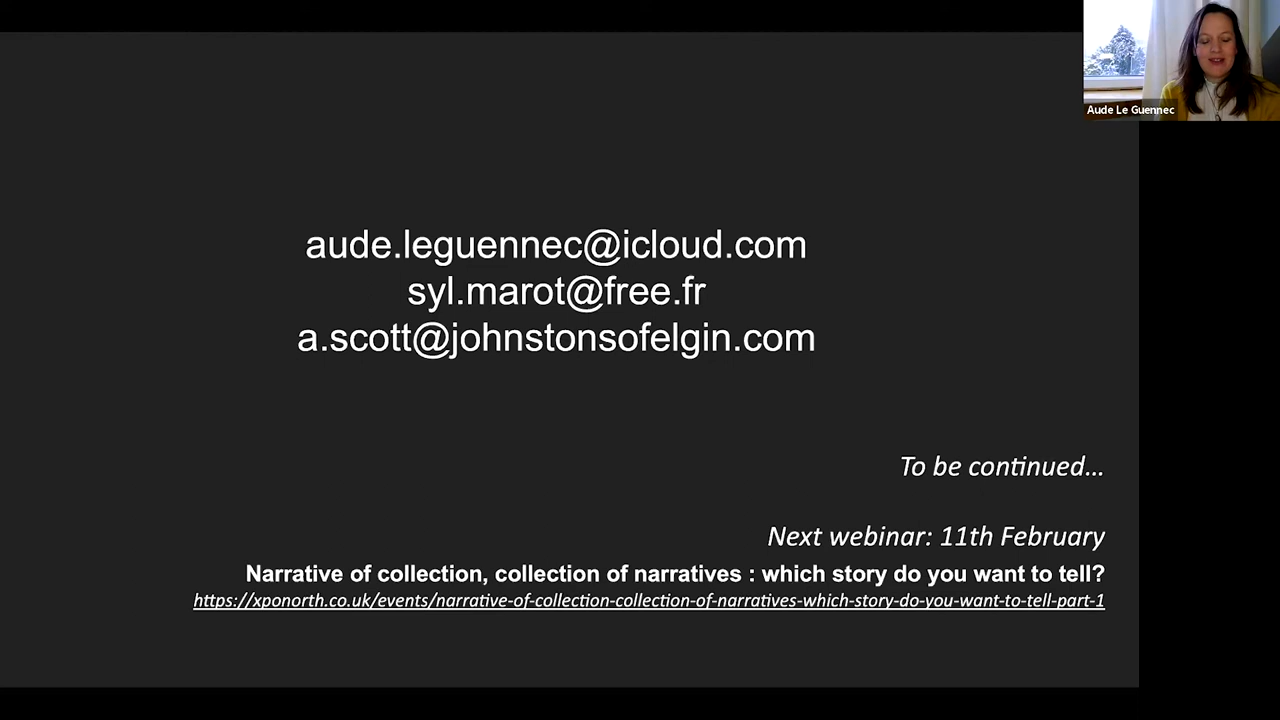 Aude Le Guennec
aude.leguennec@icloud.com
syl.marot@free.fr
a.scott@johnstonsofelgin.com
To be continued...
Next webinar: 11th February
Narrative of collection, collection of narratives : which story do you want to tell?
https://xponorth.co.uk/events/narrative-of-collection-collection-of-narratives-which-story-do-you-want-to-tell-part-1